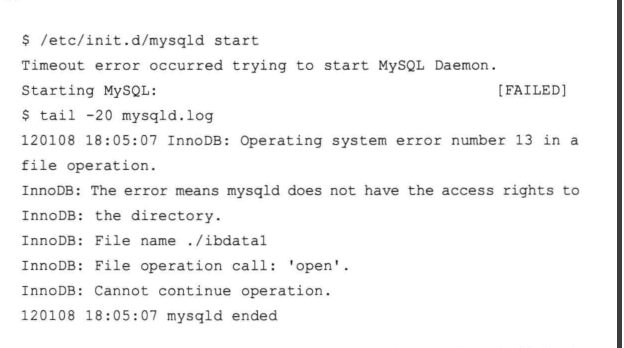 $ /etc/init.d/mysqld start
Timeout error occurred trying to start MySQL Daemon.
Starting MySQL: [FAILED]
$ tail -20 mysqld.log
120108 18:05:07 InnoDB: Operating system error number 13 in a
file operation.
InnoDB: The error means mysqld does not have the access rights to
InnoDB: the directory.
InnoDB: File name ./ibdata1
InnoDB: File operation call: 'open'.
InnoDB: Cannot continue operation.
120108 18:05:07 mysqld ended